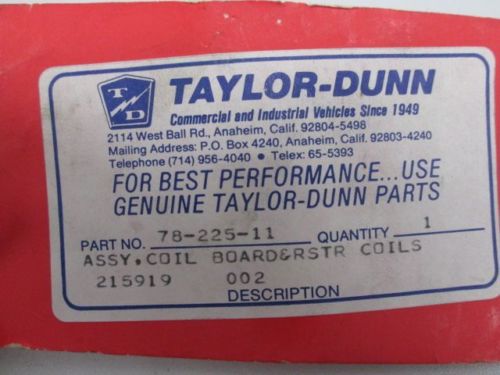 TD
TAYLOR-DUNN
Commercial and Industrial Vehicles Since 1949
2114 West Ball Rd., Anaheim, Calif. 92804-5498
Mailing Address: P.O. Box 4240, Anaheim, Calif. 92803-4240
Telephone (714) 956-4040 • Telex: 65-5393
FOR BEST PERFORMANCE...USE
GENUINE TAYLOR-DUNN PARTS
PART NO. 78-225-11 QUANTITY 1
ASSY,COIL BOARD&RSTR COILS
215919 002
DESCRIPTION